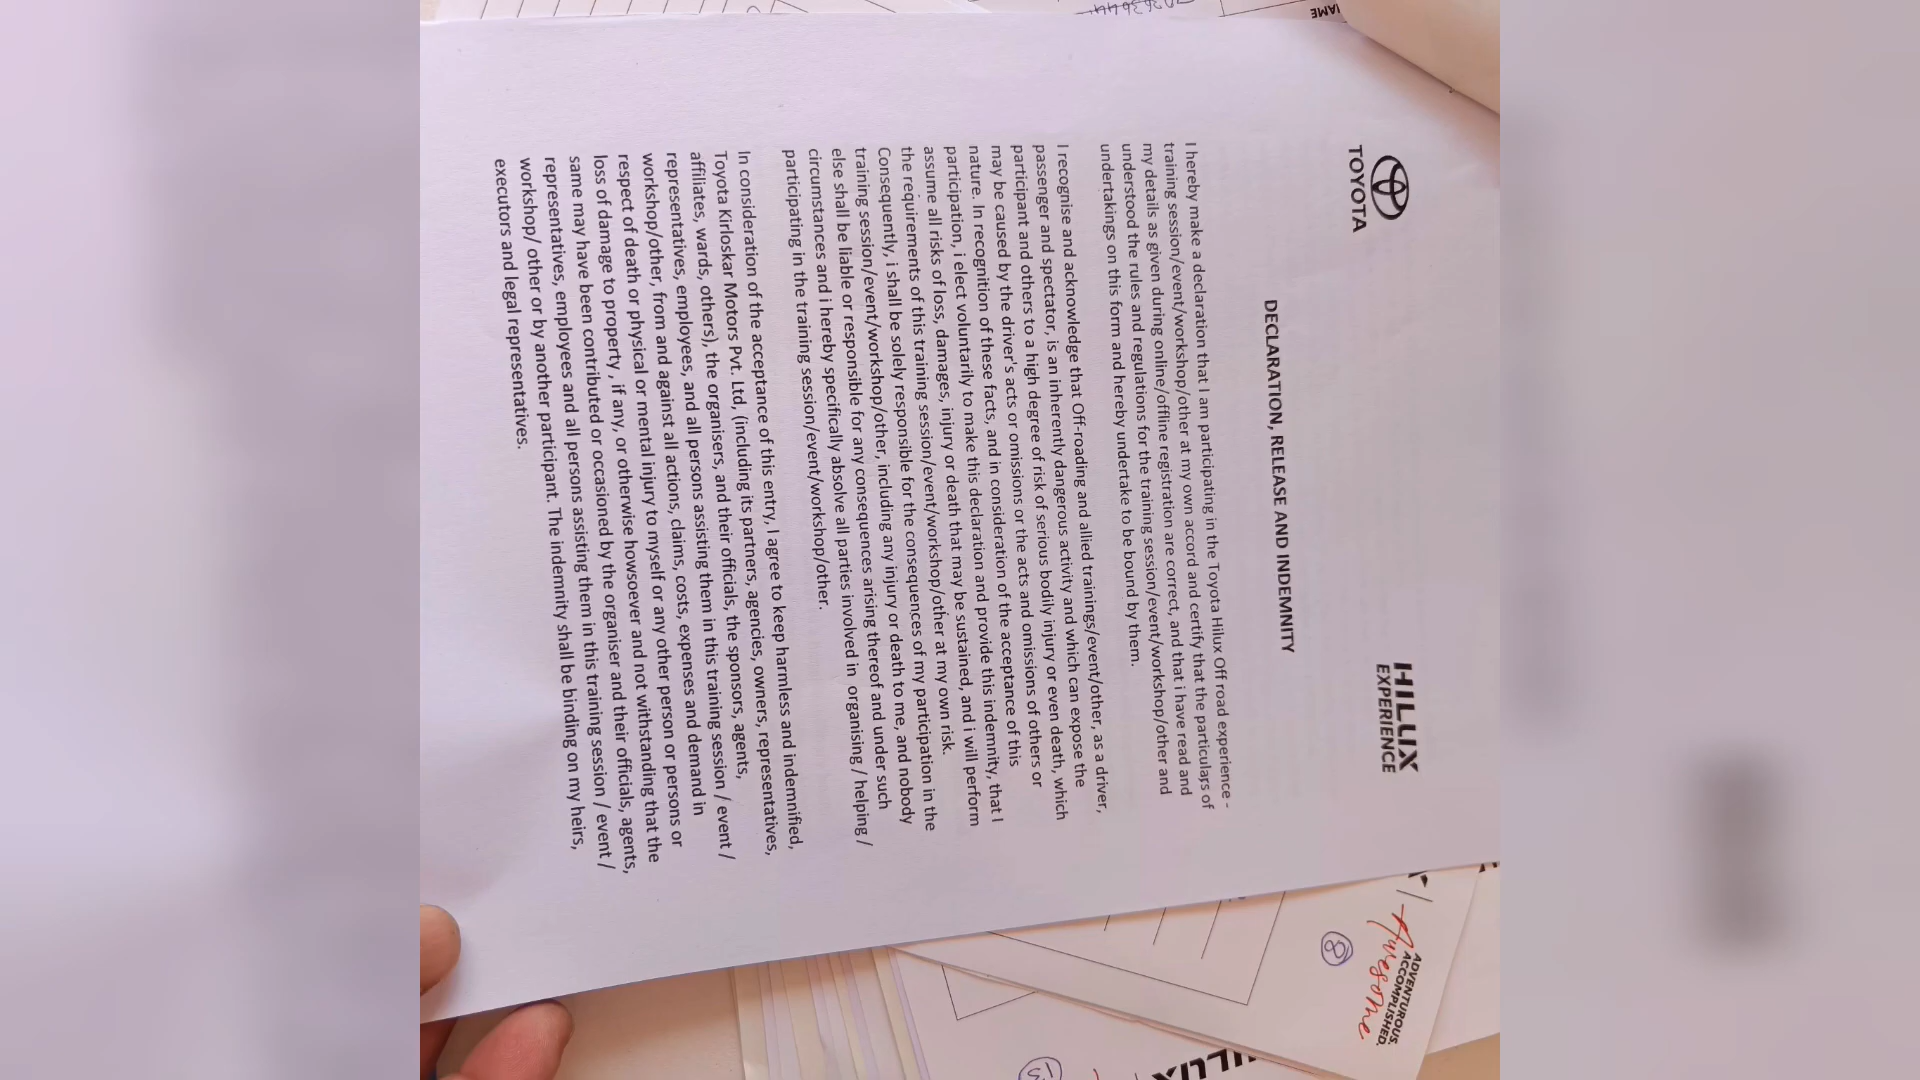 TOYOTA
HILUX
EXPERIENCE
DECLARATION, RELEASE AND INDEMNITY
I hereby make a declaration that I am participating in the Toyota Hilux Off road experience -
training session/event/workshop/other at my own accord and certify that the particulars of
my details as given during online/offline registration are correct, and that i have read and
understood the rules and regulations for the training session/event/workshop/other and
undertakings on this form and hereby undertake to be bound by them.
I recognise and acknowledge that Off-roading and allied trainings/event/other, as a driver,
passenger and spectator, is an inherently dangerous activity and which can expose the
participant and others to a high degree of risk of serious bodily injury or even death, which
may be caused by the driver's acts or omissions or the acts and omissions of others or
nature. In recognition of these facts, and in consideration of the acceptance of this
participation, i elect voluntarily to make this declaration and provide this indemnity, that I
assume all risks of loss, damages, injury or death that may be sustained, and i will perform
the requirements of this training session/event/workshop/other at my own risk.
Consequently, i shall be solely responsible for the consequences of my participation in the
training session/event/workshop/other, including any injury or death to me, and nobody
else shall be liable or responsible for any consequences arising thereof and under such
circumstances and i hereby specifically absolve all parties involved in organising / helping /
participating in the training session/event/workshop/other.
In consideration of the acceptance of this entry, I agree to keep harmless and indemnified,
Toyota Kirloskar Motors Pvt. Ltd, (including its partners, agencies, owners, representatives,
affiliates, wards, others), the organisers, and their officials, the sponsors, agents,
representatives, employees, and all persons assisting them in this training session / event /
workshop/other, from and against all actions, claims, costs, expenses and demand in
respect of death or physical or mental injury to myself or any other person or persons or
loss of damage to property , if any, or otherwise howsoever and not withstanding that the
same may have been contributed or occasioned by the organiser and their officials, agents,
representatives, employees and all persons assisting them in this training session / event /
workshop/ other or by another participant. The indemnity shall be binding on my heirs,
executors and legal representatives.
ADVENTUROUS.
ACCOMPLISHED.
Awesome
8
13
HILUX